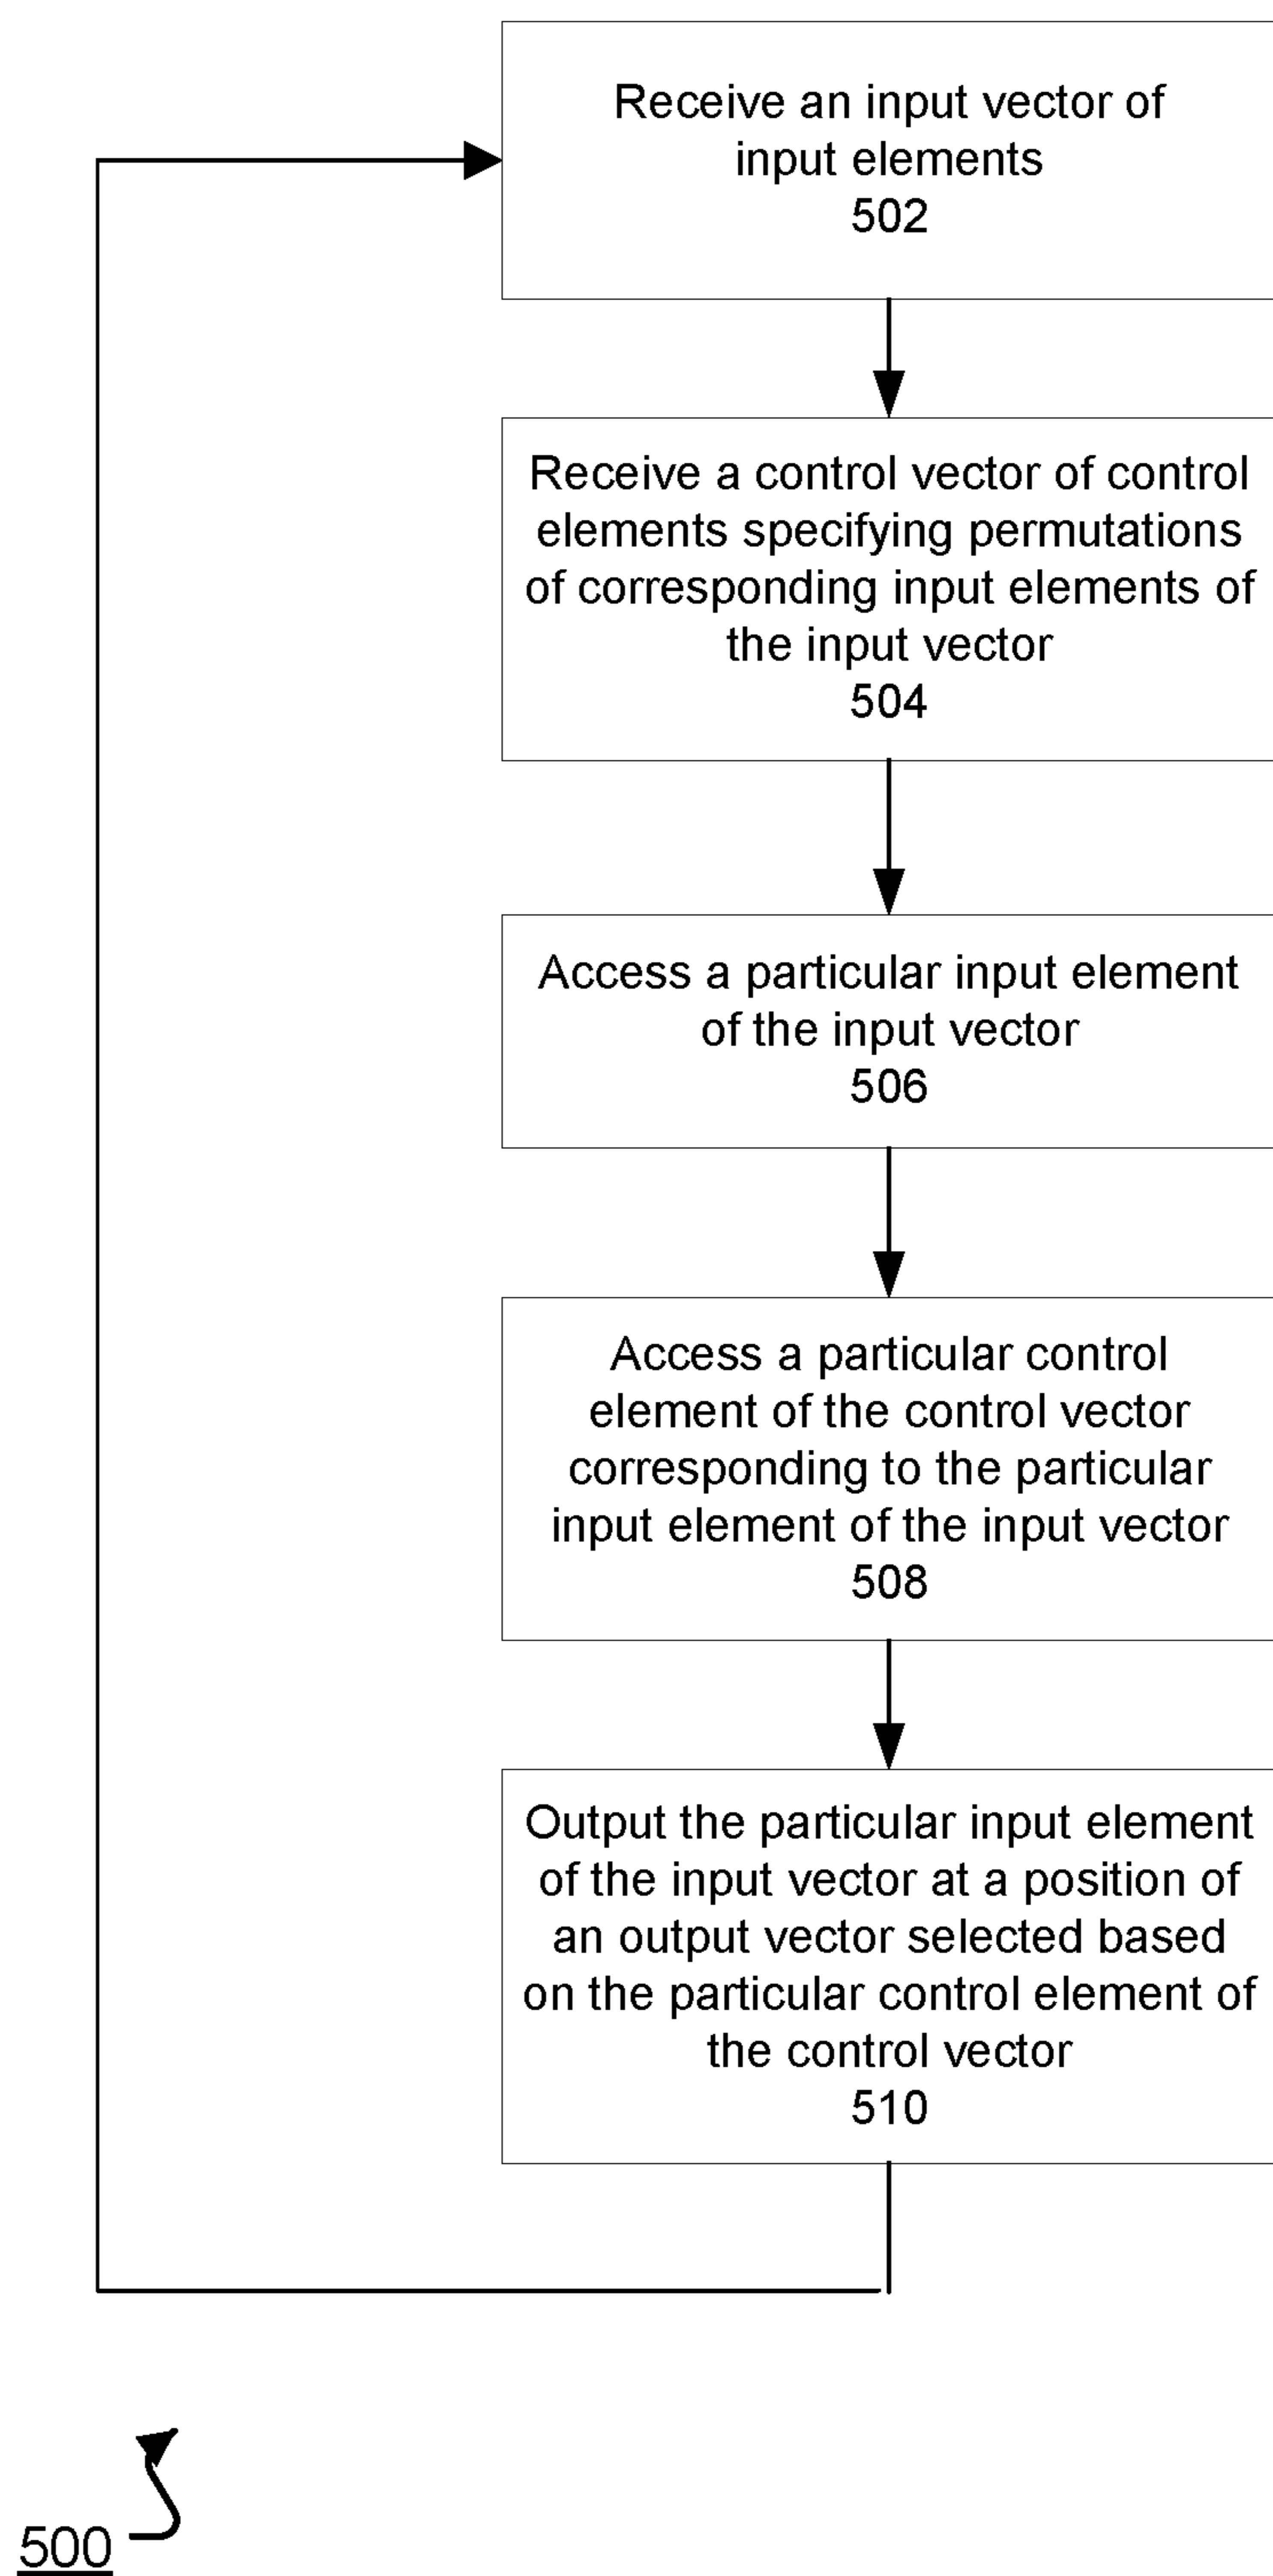 Receive an input vector of
input elements
502
Receive a control vector of control
elements specifying permutations
of corresponding input elements of
the input vector
504
Access a particular input element
of the input vector
506
Access a particular control
element of the control vector
corresponding to the particular
input element of the input vector
508
Output the particular input element
of the input vector at a position of
an output vector selected based
on the particular control element of
the control vector
510
500